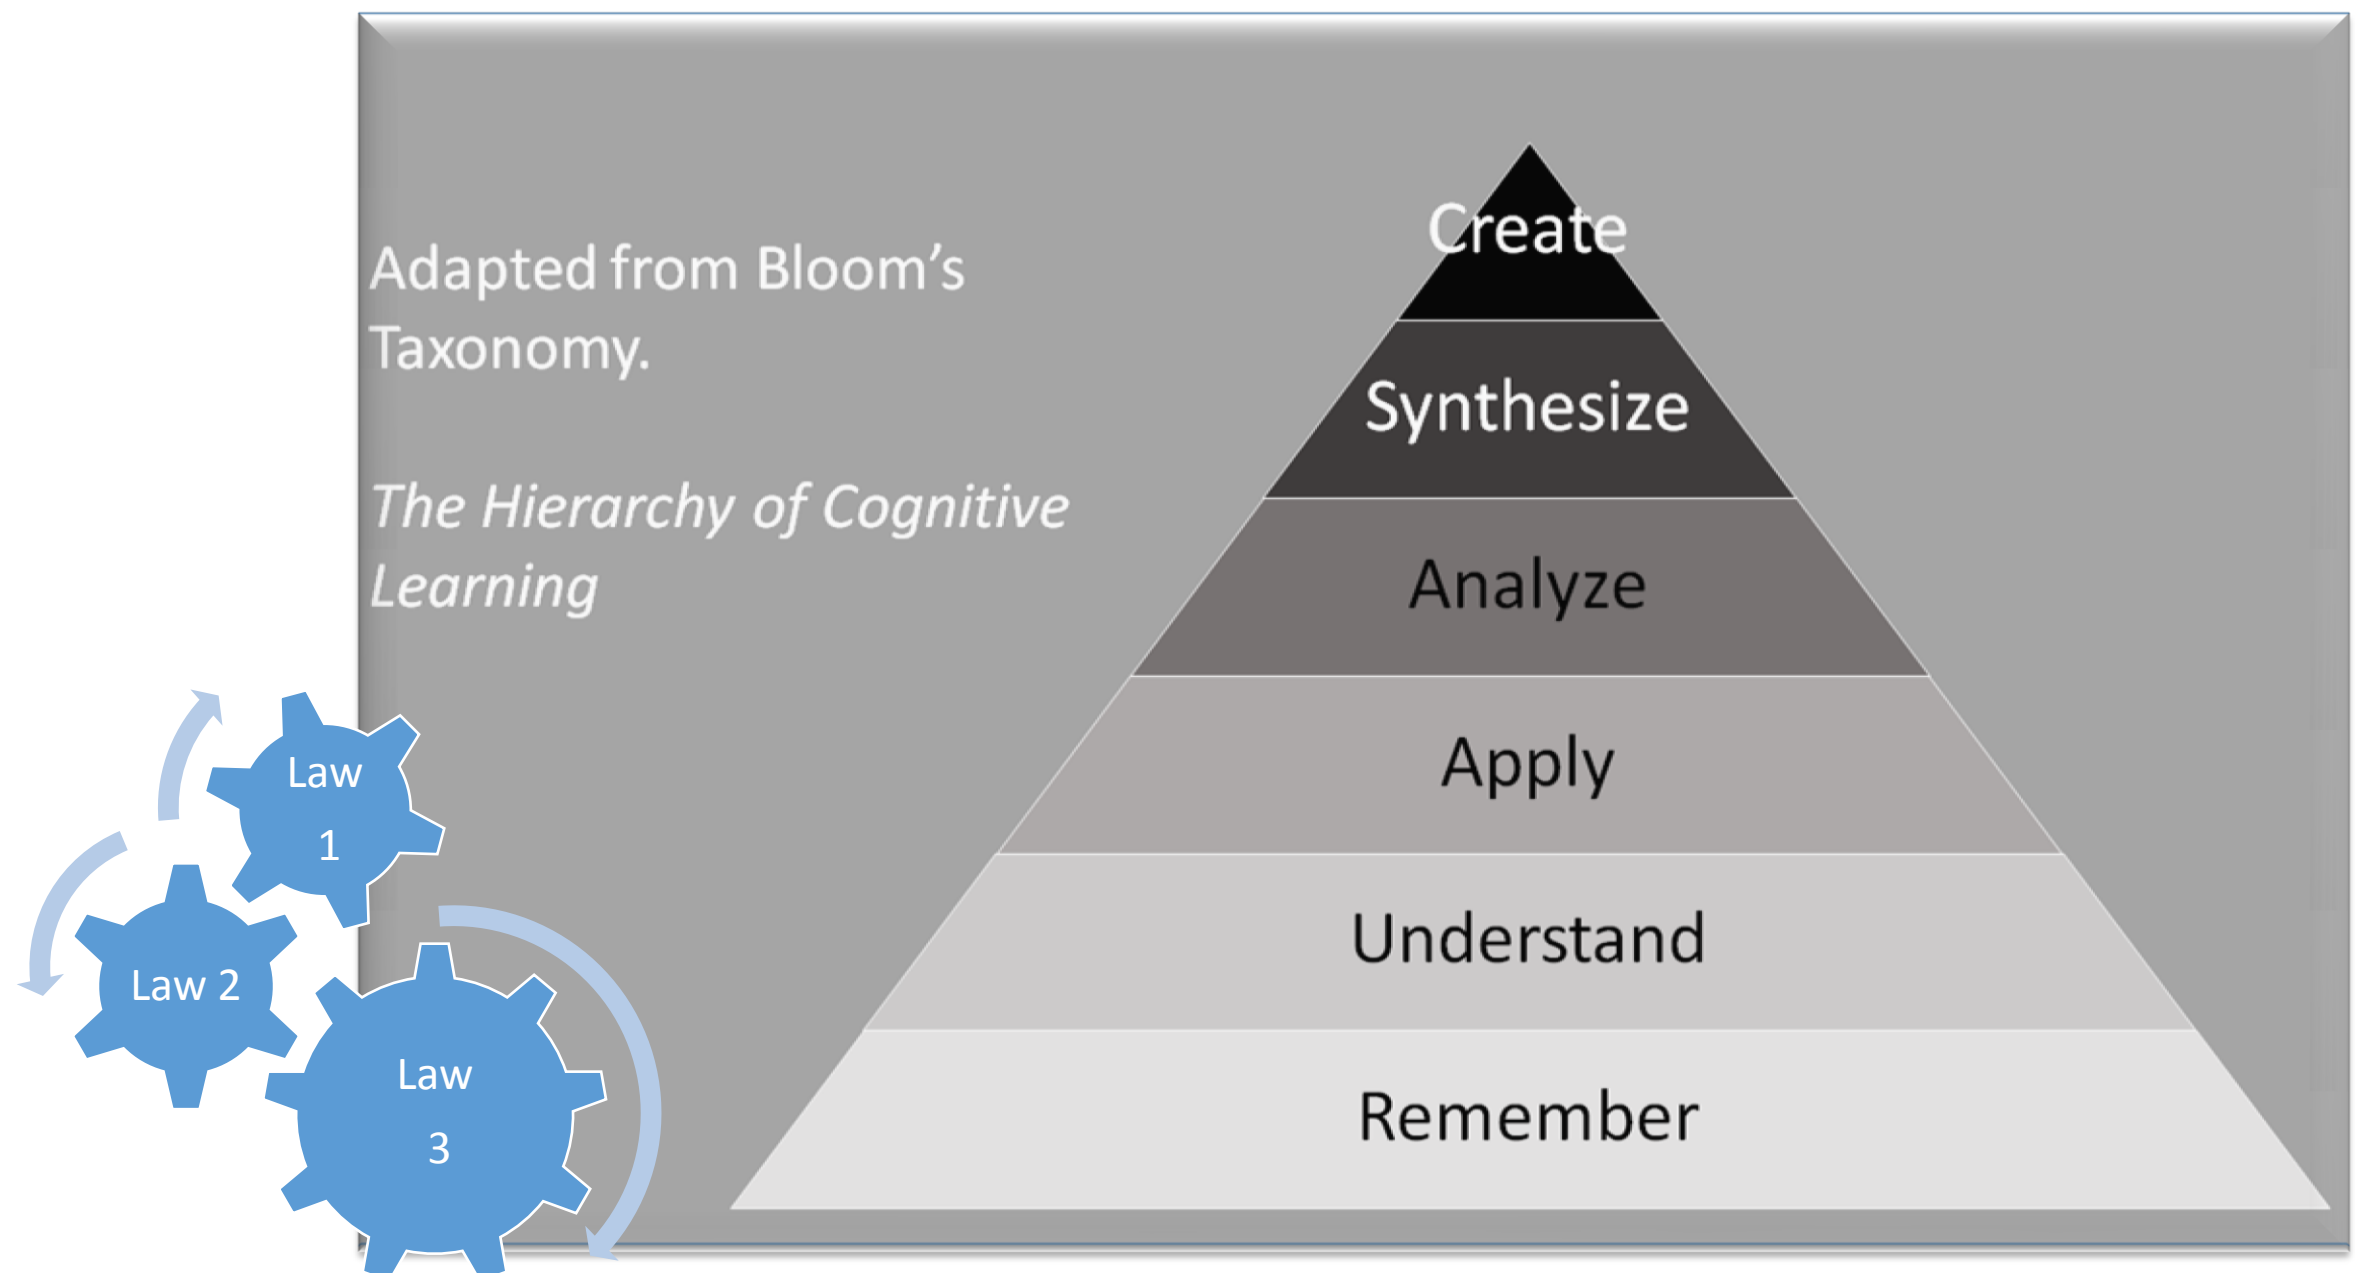 Adapted from Bloom’s
Taxonomy.
The Hierarchy of Cognitive
Learning
Create
Synthesize
Analyze
Apply
Understand
Remember
Law
1
Law 2
Law
3